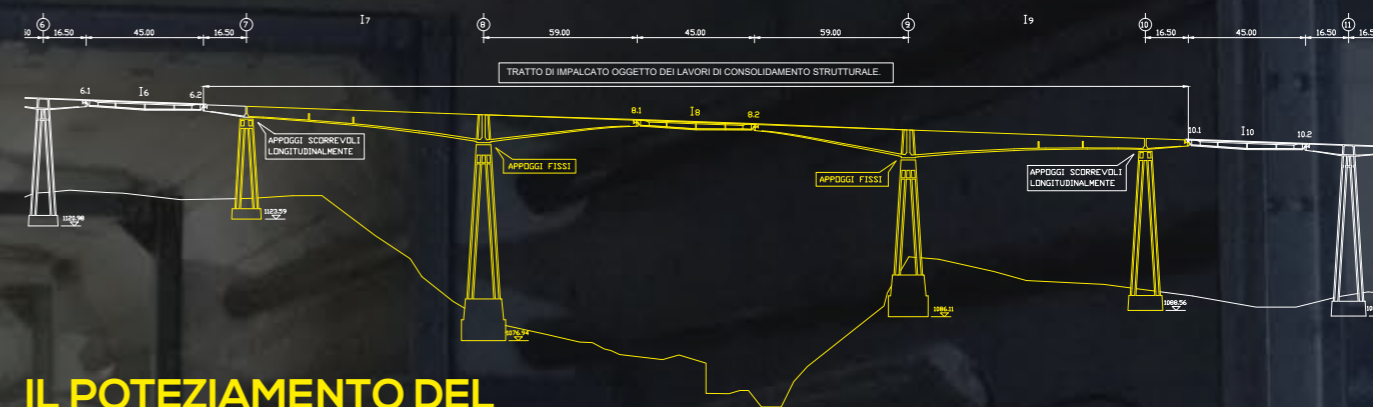 6 7 8 9 10 11
I7 I9
16.50 45.00 16.50 59.00 45.00 59.00 16.50 45.00 16.50
TRATTO DI IMPALCATO OGGETTO DEI LAVORI DI CONSOLIDAMENTO STRUTTURALE.
6.1 I6 6.2 8.1 I8 8.2 10.1 I10 10.2
APPOGGI SCORREVOLI
LONGITUDINALMENTE
APPOGGI FISSI
APPOGGI FISSI
APPOGGI SCORREVOLI
LONGITUDINALMENTE
1123.59
1088.56
1086.11
1076.94
IL POTEZIAMENTO DEL